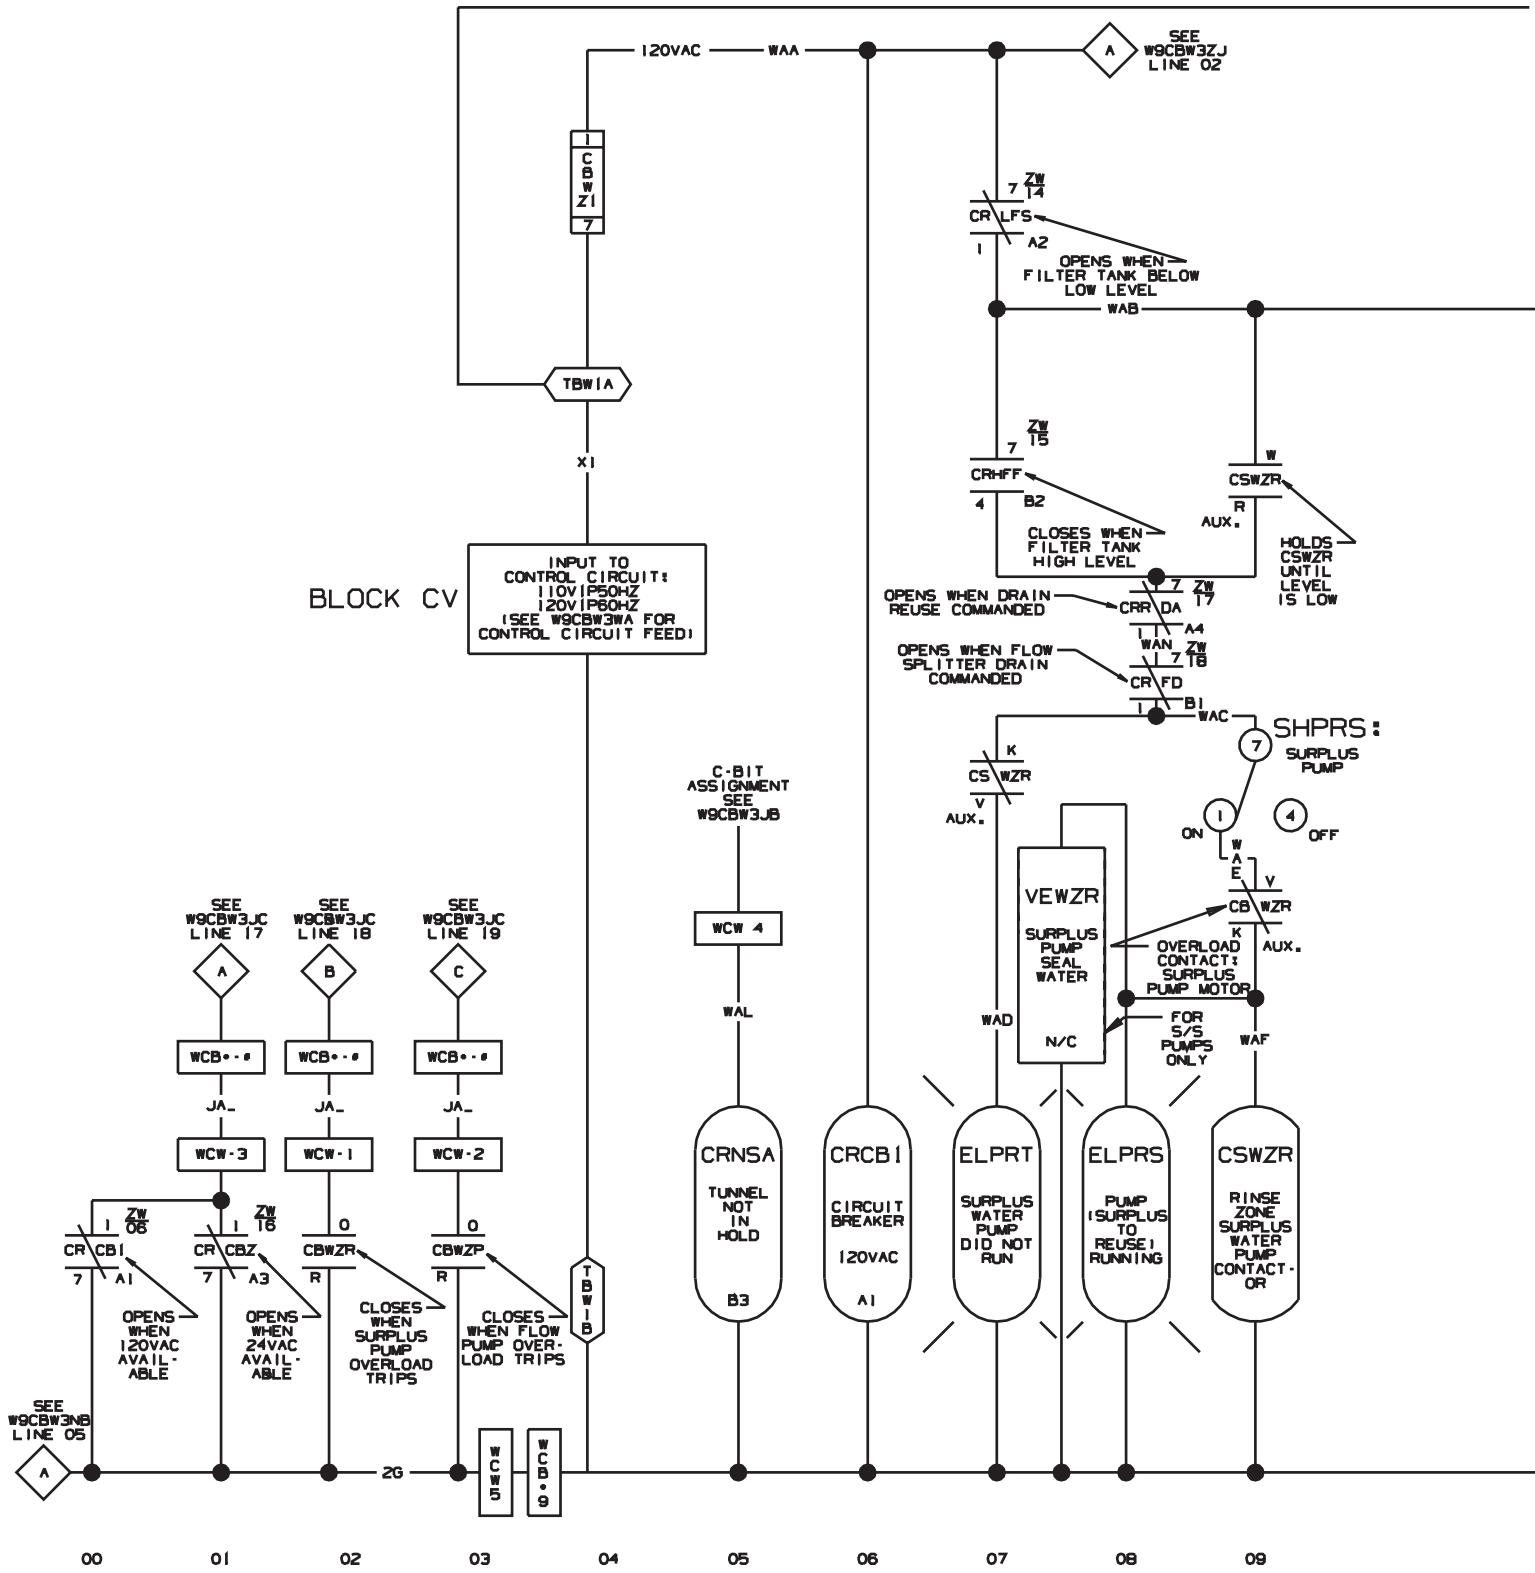 120VAC
WAA
A
SEE
W9CBW3ZJ
LINE 02
1
C
B
W
Z1
7
7
ZW
14
CR LFS
1
A2
OPENS WHEN
FILTER TANK BELOW
LOW LEVEL
WAB
TBW1A
X1
7
ZW
15
CRHFF
4
B2
CLOSES WHEN
FILTER TANK
HIGH LEVEL
W
CSWZR
R
AUX.
HOLDS
CSWZR
UNTIL
LEVEL
IS LOW
BLOCK CV
INPUT TO
CONTROL CIRCUIT:
110V1P50HZ
120V1P60HZ
(SEE W9CBW3WA FOR
CONTROL CIRCUIT FEED)
OPENS WHEN DRAIN
REUSE COMMANDED
7
ZW
17
CRR DA
1
A4
WAN
OPENS WHEN FLOW
SPLITTER DRAIN
COMMANDED
7
ZW
18
CR FD
1
B1
WAC
SHPRS:
7
SURPLUS
PUMP
K
CS WZR
V
AUX.
1
4
ON
OFF
W
A
E
V
CB WZR
K
AUX.
C-BIT
ASSIGNMENT
SEE
W9CBW3JB
WCW 4
WAL
VEWZR
SURPLUS
PUMP
SEAL
WATER
N/C
OVERLOAD
CONTACT:
SURPLUS
PUMP MOTOR
FOR
S/S
PUMPS
ONLY
WAD
WAF
SEE
W9CBW3JC
LINE 17
SEE
W9CBW3JC
LINE 18
SEE
W9CBW3JC
LINE 19
A
B
C
WCB*-#
WCB*-#
WCB*-#
JA_
JA_
JA_
WCW-3
WCW-1
WCW-2
1
ZW
06
CR CB1
7
A1
OPENS
WHEN
120VAC
AVAIL-
ABLE
1
ZW
16
CR CBZ
7
A3
OPENS
WHEN
24VAC
AVAIL-
ABLE
O
CBWZR
R
CLOSES
WHEN
SURPLUS
PUMP
OVERLOAD
TRIPS
O
CBWZP
R
CLOSES
WHEN FLOW
PUMP OVER-
LOAD TRIPS
T
B
W
1
B
CRNSA
TUNNEL
NOT
IN
HOLD
B3
CRCB1
CIRCUIT
BREAKER
120VAC
A1
ELPRT
SURPLUS
WATER
PUMP
DID NOT
RUN
ELPRS
PUMP
(SURPLUS
TO
REUSE)
RUNNING
CSWZR
RINSE
ZONE
SURPLUS
WATER
PUMP
CONTACT-
OR
SEE
W9CBW3NB
LINE 05
A
2G
W
C
W
5
W
C
B
*
9
00
01
02
03
04
05
06
07
08
09